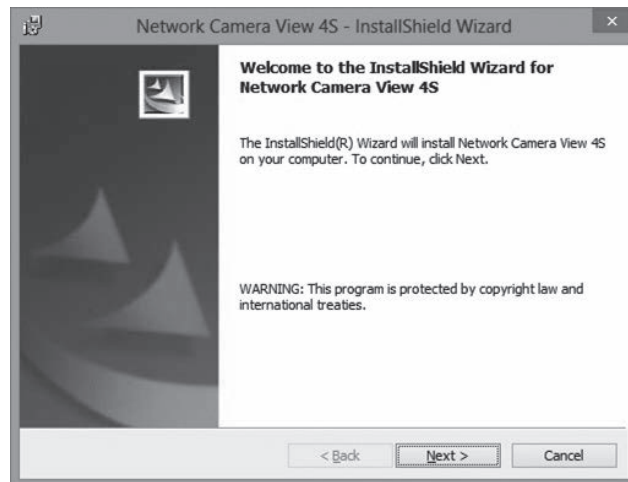 Network Camera View 4S - InstallShield Wizard
Welcome to the InstallShield Wizard for
Network Camera View 4S
The InstallShield(R) Wizard will install Network Camera View 4S
on your computer. To continue, click Next.
WARNING: This program is protected by copyright law and
international treaties.
< Back
Next >
Cancel